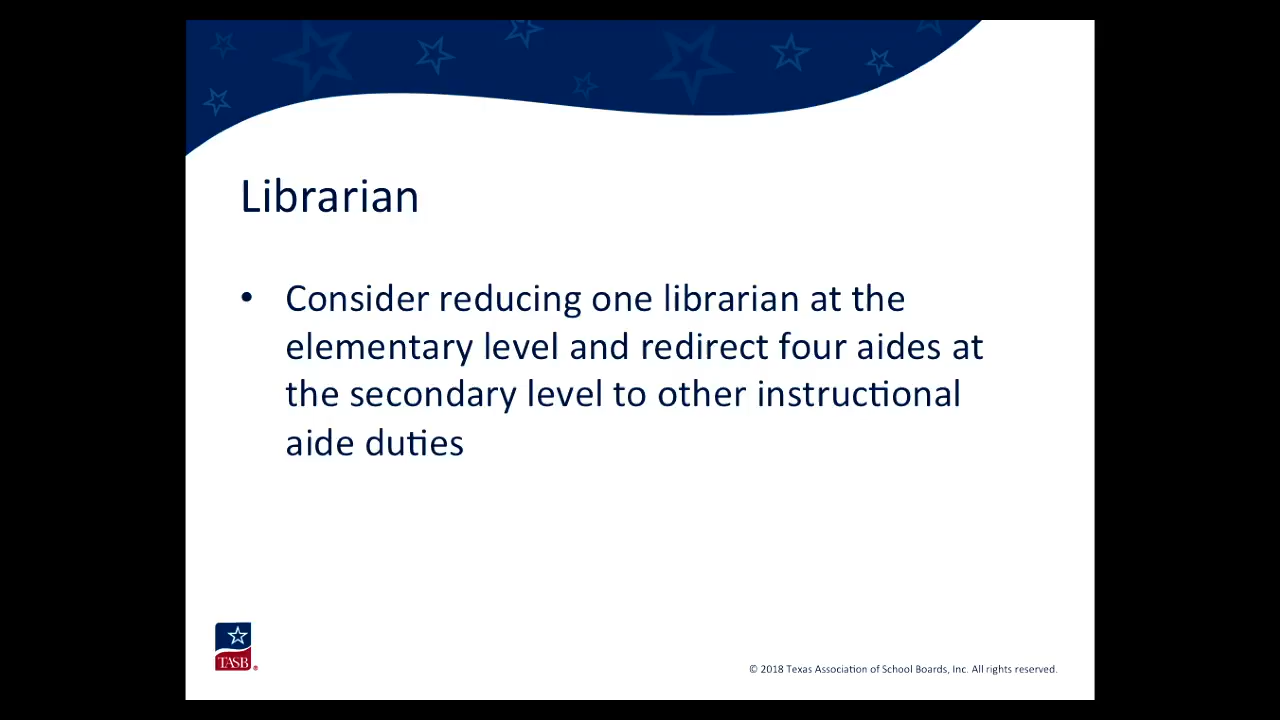 Librarian
• Consider reducing one librarian at the
elementary level and redirect four aides at
the secondary level to other instructional
aide duties
TASB®
© 2018 Texas Association of School Boards, Inc. All rights reserved.